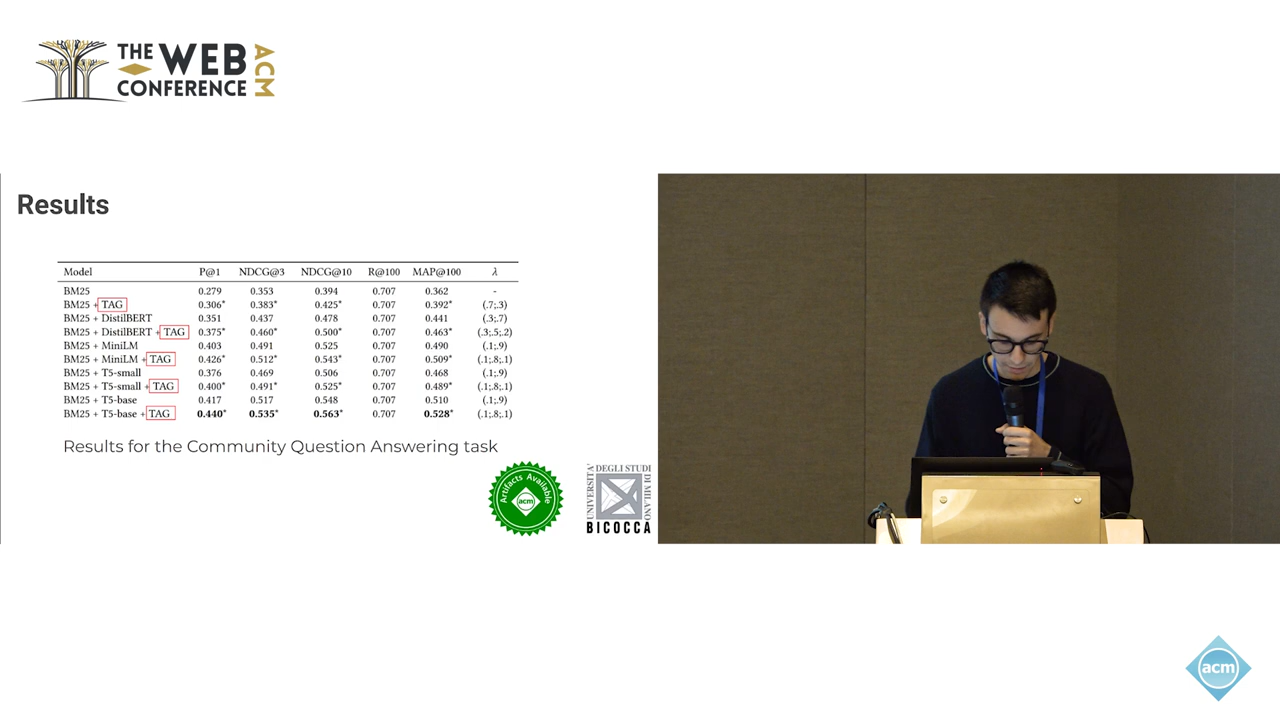 THE WEB CONFERENCE ACM
Results
Model P@1 NDCG@3 NDCG@10 R@100 MAP@100 λ
BM25 0.279 0.353 0.394 0.707 0.362 -
BM25 + TAG 0.306* 0.383* 0.425* 0.707 0.392* (.7;.3)
BM25 + DistilBERT 0.351 0.437 0.478 0.707 0.441 (.3;.7)
BM25 + DistilBERT + TAG 0.375* 0.460* 0.500* 0.707 0.463* (.3;.5;.2)
BM25 + MiniLM 0.403 0.491 0.525 0.707 0.490 (.1;.9)
BM25 + MiniLM + TAG 0.426* 0.512* 0.543* 0.707 0.509* (.1;.8;.1)
BM25 + T5-small 0.376 0.469 0.506 0.707 0.468 (.1;.9)
BM25 + T5-small + TAG 0.400* 0.491* 0.525* 0.707 0.489* (.1;.8;.1)
BM25 + T5-base 0.417 0.517 0.548 0.707 0.510 (.1;.9)
BM25 + T5-base + TAG 0.440* 0.535* 0.563* 0.707 0.528* (.1;.8;.1)
Results for the Community Question Answering task
Artifacts Available
acm
UNIVERSITA' DEGLI STUDI DI MILANO
BICOCCA
acm